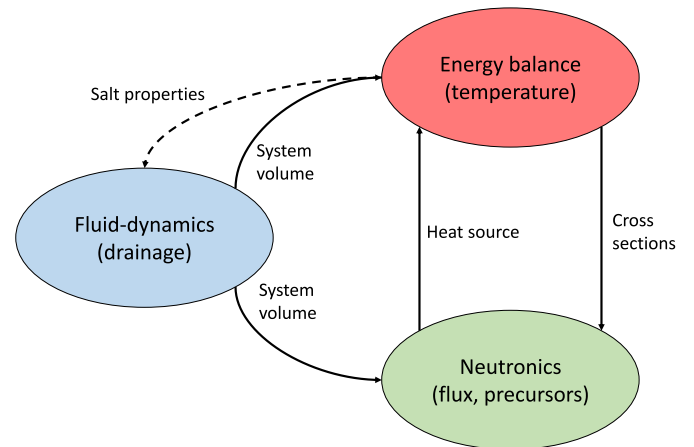 Energy balance
(temperature)
Salt properties
System
volume
Fluid-dynamics
(drainage)
Heat source
Cross
sections
System
volume
Neutronics
(flux, precursors)